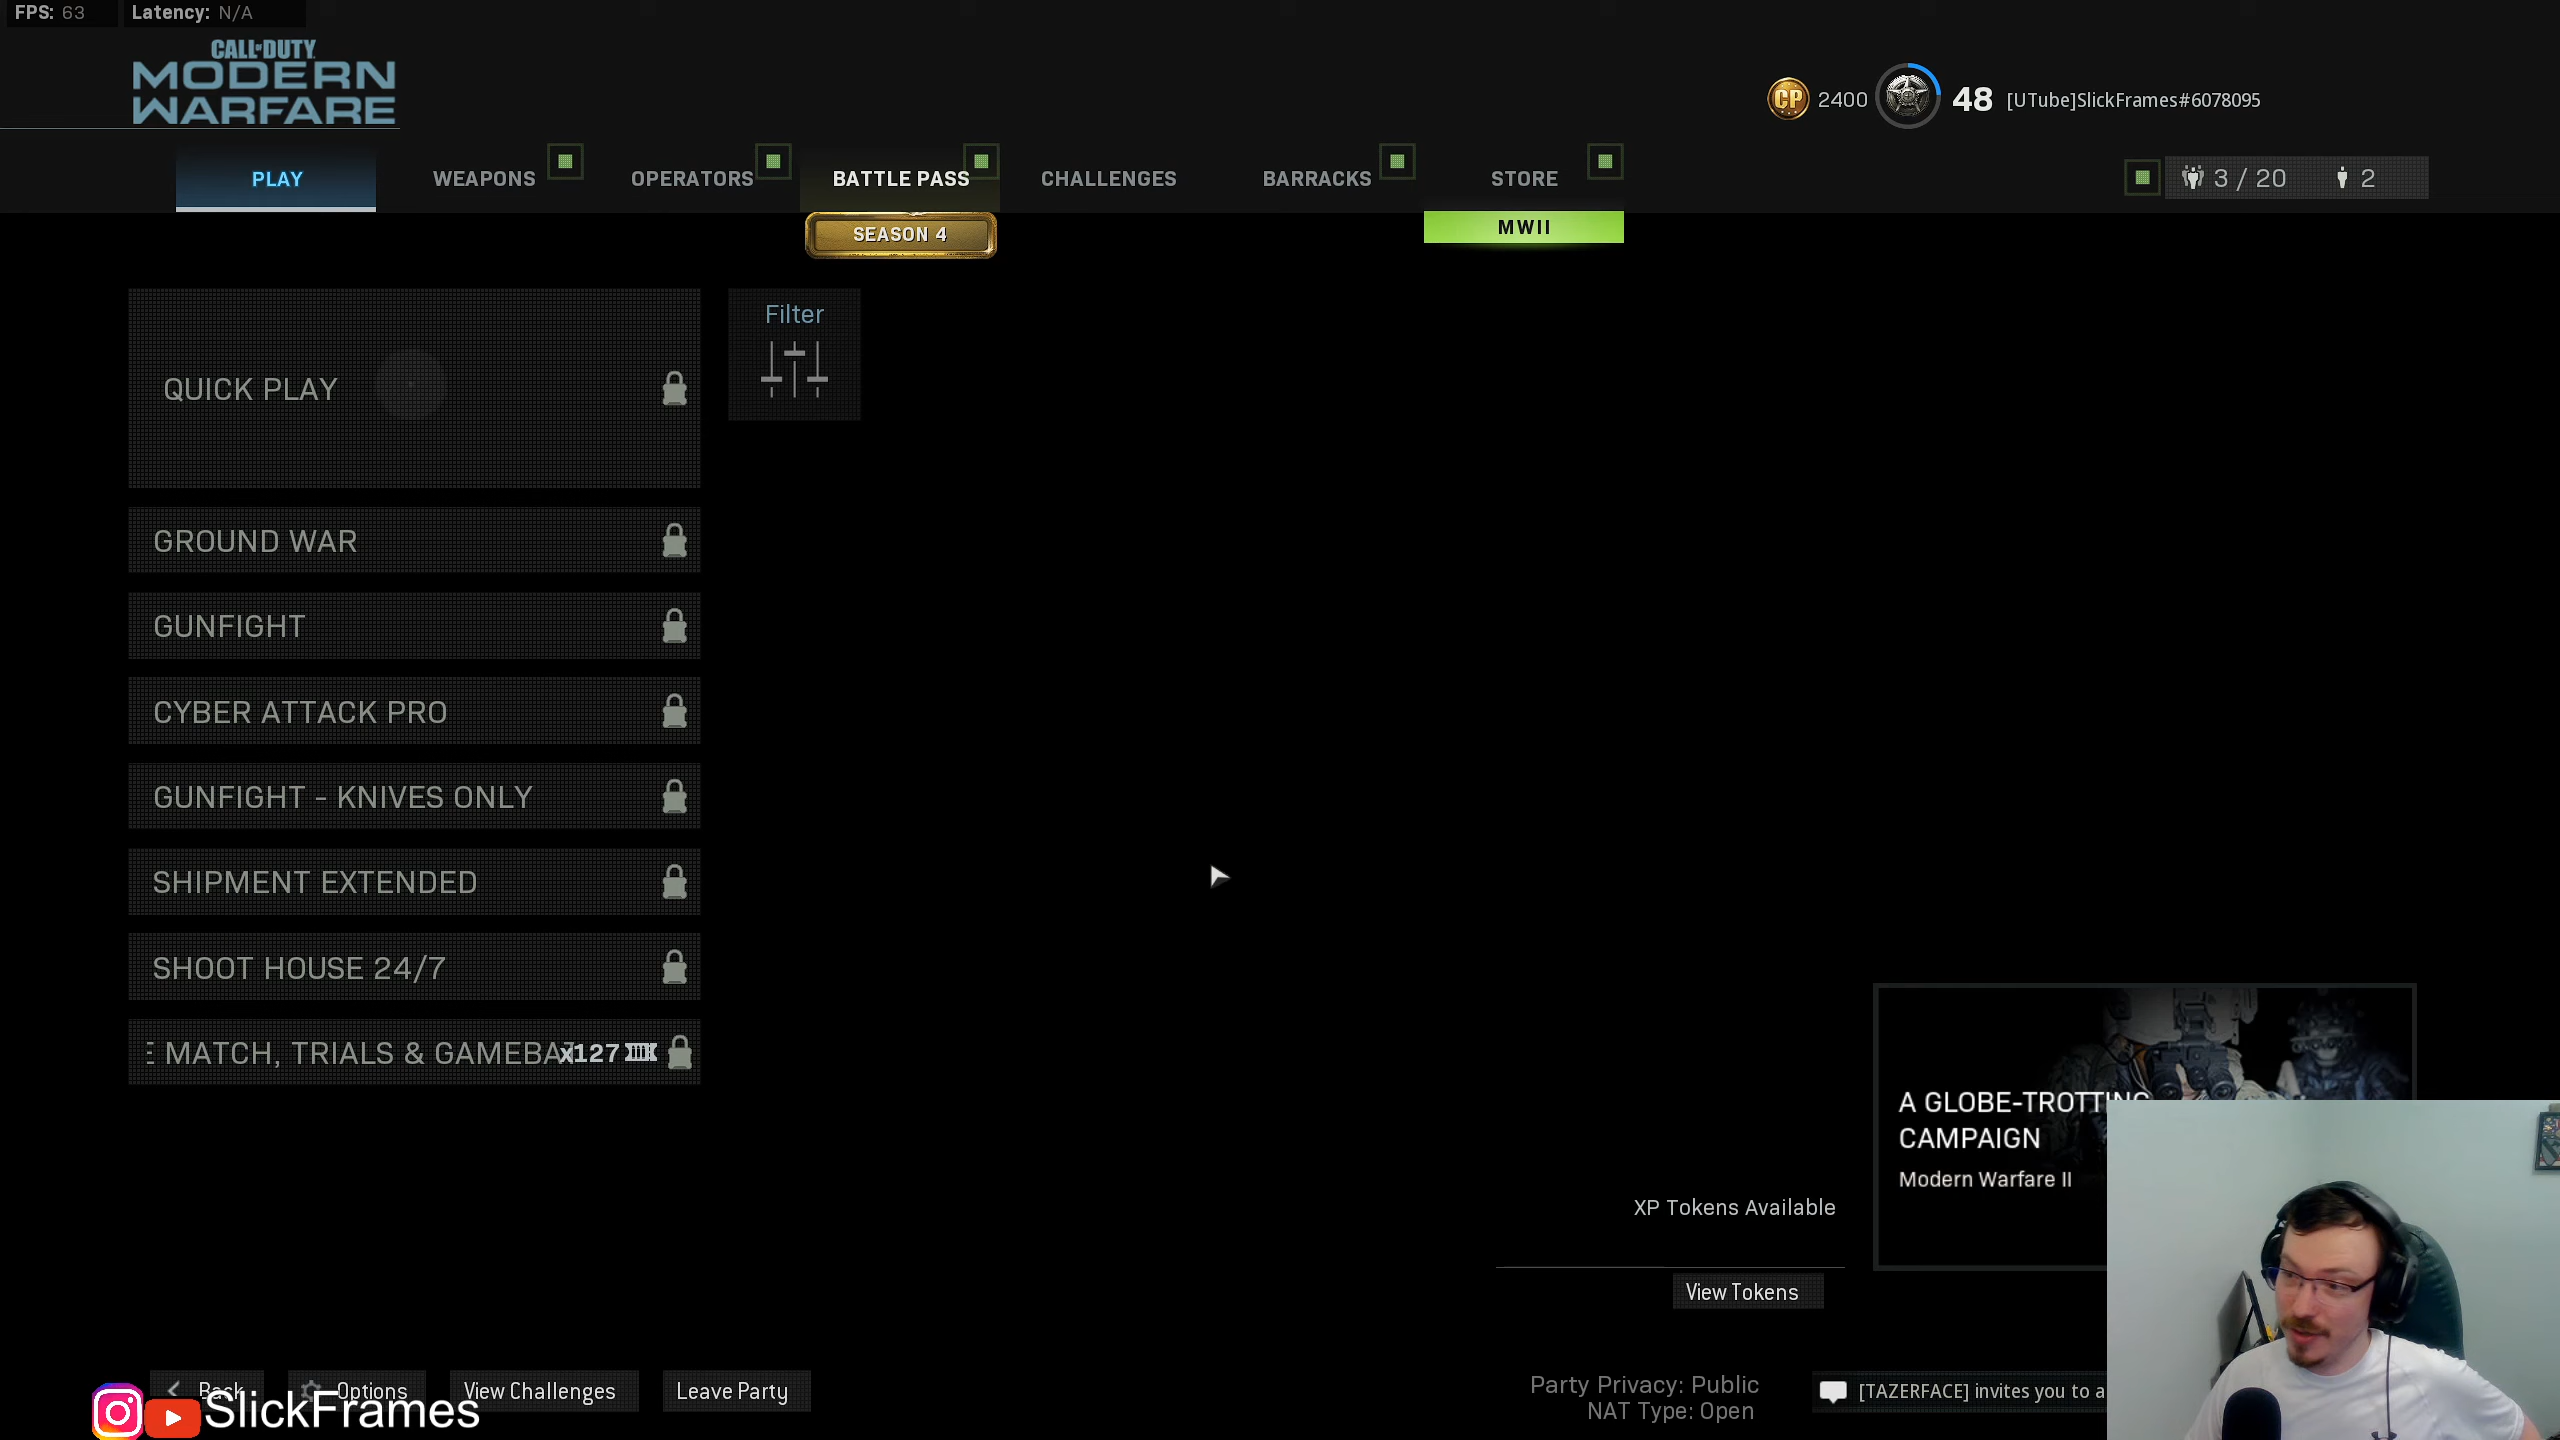 FPS: 63 Latency: N/A
CALL OF DUTY
MODERN
WARFARE
CP 2400 48 [UTube]SlickFrames#6078095
PLAY WEAPONS OPERATORS BATTLE PASS CHALLENGES BARRACKS STORE 3 / 20 2
SEASON 4 MWII
Filter
QUICK PLAY
GROUND WAR
GUNFIGHT
CYBER ATTACK PRO
GUNFIGHT - KNIVES ONLY
SHIPMENT EXTENDED
SHOOT HOUSE 24/7
MATCH, TRIALS & GAMEBA x127
A GLOBE-TROTTING
CAMPAIGN
Modern Warfare II
XP Tokens Available
View Tokens
Back Options View Challenges Leave Party
SlickFrames
Party Privacy: Public
NAT Type: Open
[TAZERFACE] invites you to a